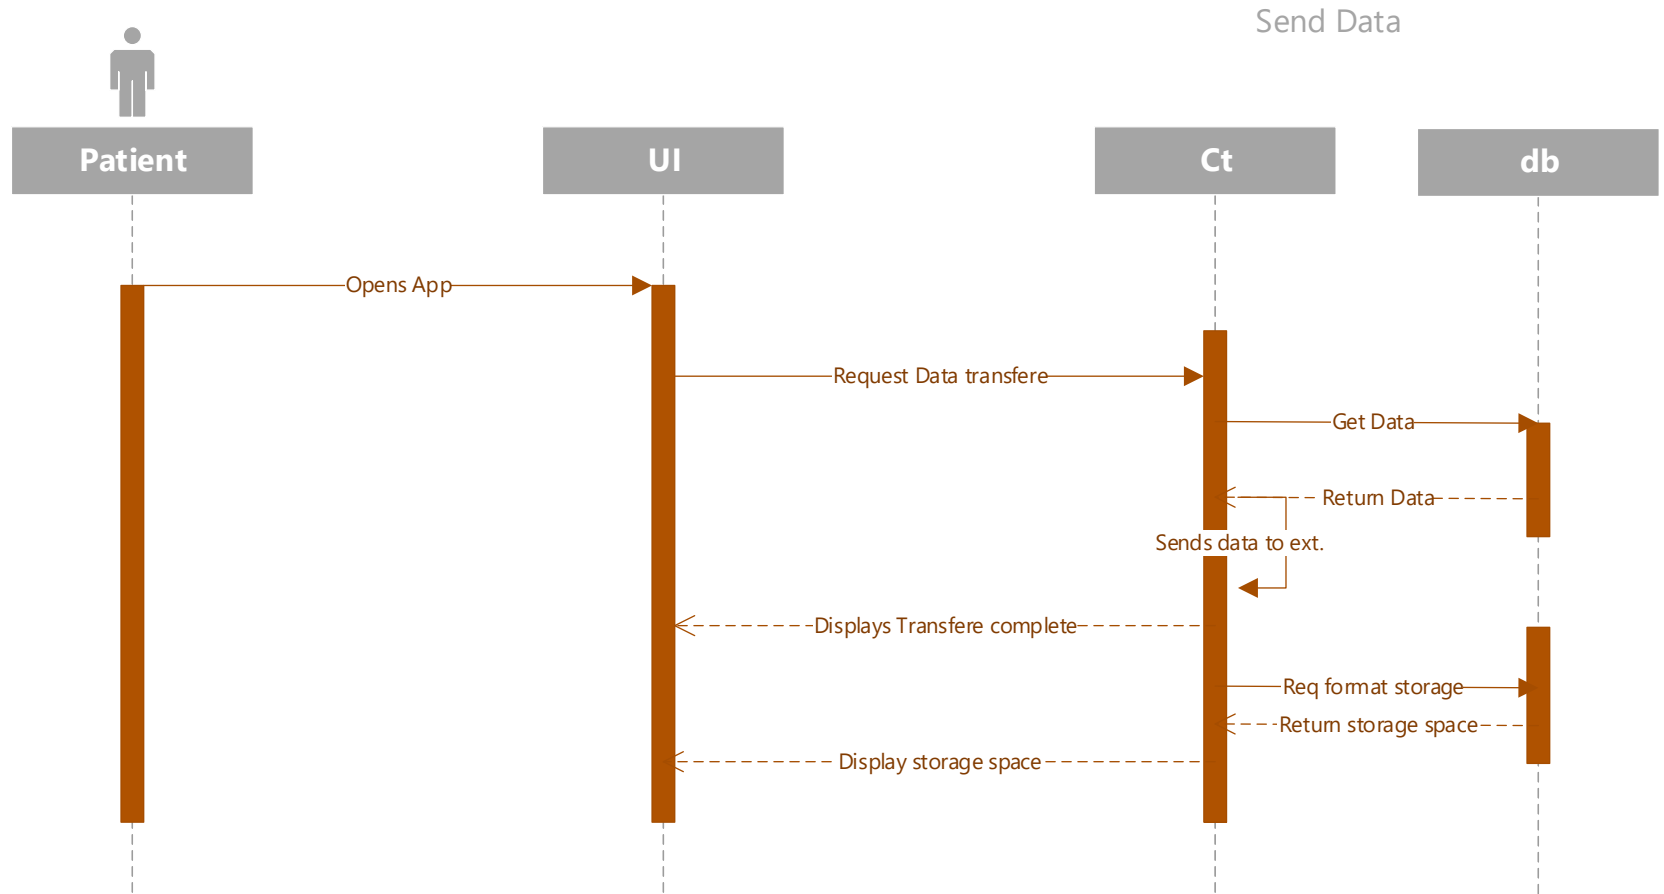 Send Data
Patient
UI
Ct
db
Opens App
Request Data transfere
Get Data
Return Data
Sends data to ext.
Displays Transfere complete
Req format storage
Return storage space
Display storage space